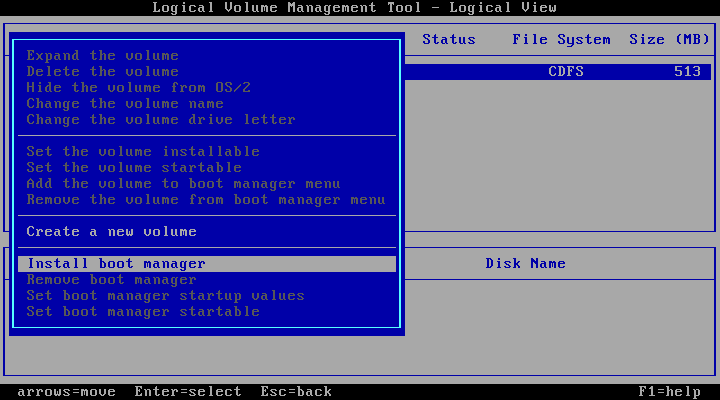 Logical Volume Management Tool - Logical View
Status File System Size (MB)
Expand the volume
Delete the volume
CDFS 513
Hide the volume from OS/2
Change the volume name
Change the volume drive letter
Set the volume installable
Set the volume startable
Add the volume to boot manager menu
Remove the volume from boot manager menu
Create a new volume
Install boot manager
Disk Name
Remove boot manager
Set boot manager startup values
Set boot manager startable
arrows=move Enter=select Esc=back F1=help